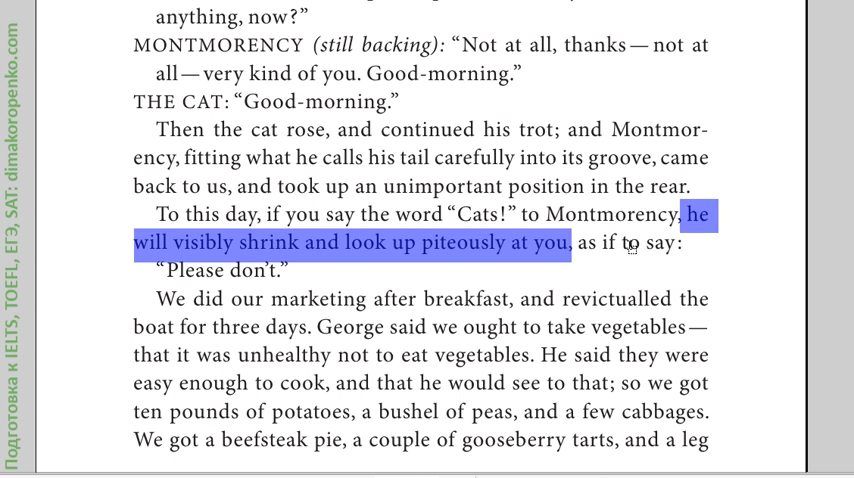 anything, now?”
MONTMORENCY (still backing): “Not at all, thanks — not at
all — very kind of you. Good-morning.”
THE CAT: “Good-morning.”
Then the cat rose, and continued his trot; and Montmor-
ency, fitting what he calls his tail carefully into its groove, came
back to us, and took up an unimportant position in the rear.
To this day, if you say the word “Cats!” to Montmorency, he
will visibly shrink and look up piteously at you, as if to say:
“Please don’t.”
We did our marketing after breakfast, and revictualled the
boat for three days. George said we ought to take vegetables —
that it was unhealthy not to eat vegetables. He said they were
easy enough to cook, and that he would see to that; so we got
ten pounds of potatoes, a bushel of peas, and a few cabbages.
We got a beefsteak pie, a couple of gooseberry tarts, and a leg
Подготовка к IELTS, TOEFL, ЕГЭ, SAT: dimakoropenko.com